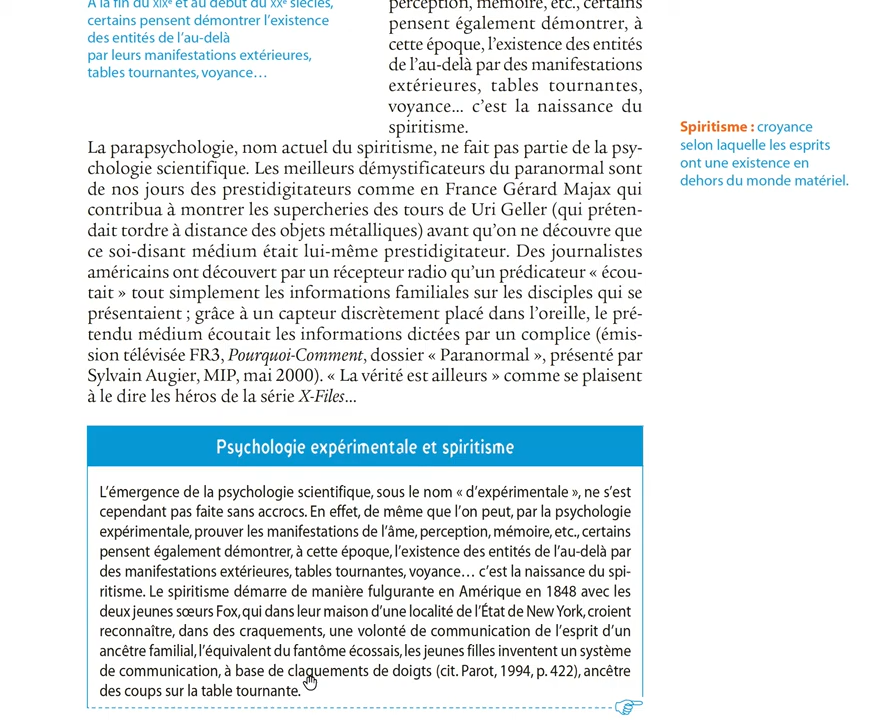 À la fin du XIXe et au début du XXe siècles,
certains pensent démontrer l'existence
des entités de l'au-delà
par leurs manifestations extérieures,
tables tournantes, voyance…
perception, mémoire, etc., certains
pensent également démontrer, à
cette époque, l'existence des entités
de l'au-delà par des manifestations
extérieures, tables tournantes,
voyance… c'est la naissance du
spiritisme.
Spiritisme : croyance
selon laquelle les esprits
ont une existence en
dehors du monde matériel.
La parapsychologie, nom actuel du spiritisme, ne fait pas partie de la psy-
chologie scientifique. Les meilleurs démystificateurs du paranormal sont
de nos jours des prestidigitateurs comme en France Gérard Majax qui
contribua à montrer les supercheries des tours de Uri Geller (qui préten-
dait tordre à distance des objets métalliques) avant qu'on ne découvre que
ce soi-disant médium était lui-même prestidigitateur. Des journalistes
américains ont découvert par un récepteur radio qu'un prédicateur « écou-
tait » tout simplement les informations familiales sur les disciples qui se
présentaient ; grâce à un capteur discrètement placé dans l'oreille, le pré-
tendu médium écoutait les informations dictées par un complice (émis-
sion télévisée FR3, Pourquoi-Comment, dossier « Paranormal », présenté par
Sylvain Augier, MIP, mai 2000). « La vérité est ailleurs » comme se plaisent
à le dire les héros de la série X-Files…
Psychologie expérimentale et spiritisme
L'émergence de la psychologie scientifique, sous le nom « d'expérimentale », ne s'est
cependant pas faite sans accrocs. En effet, de même que l'on peut, par la psychologie
expérimentale, prouver les manifestations de l'âme, perception, mémoire, etc., certains
pensent également démontrer, à cette époque, l'existence des entités de l'au-delà par
des manifestations extérieures, tables tournantes, voyance… c'est la naissance du spi-
ritisme. Le spiritisme démarre de manière fulgurante en Amérique en 1848 avec les
deux jeunes sœurs Fox, qui dans leur maison d'une localité de l'État de New York, croient
reconnaître, dans des craquements, une volonté de communication de l'esprit d'un
ancêtre familial, l'équivalent du fantôme écossais, les jeunes filles inventent un système
de communication, à base de claquements de doigts (cit. Parot, 1994, p. 422), ancêtre
des coups sur la table tournante.